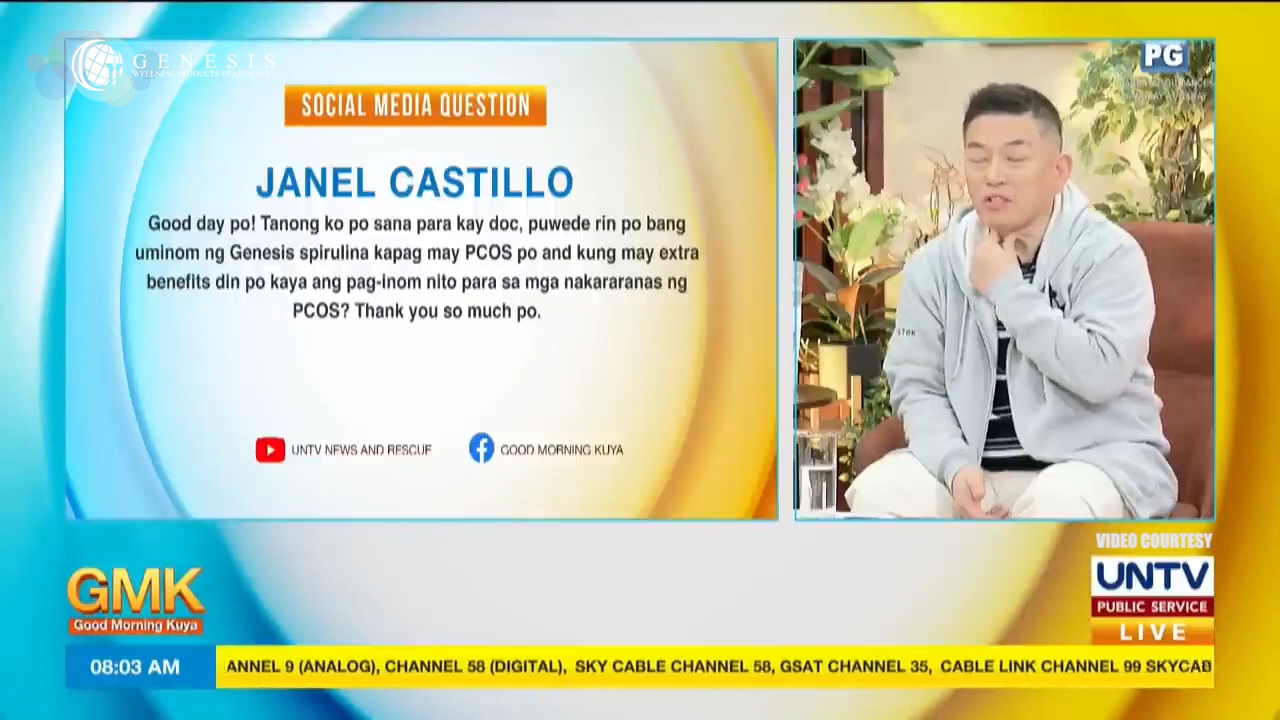 GENESIS
WELLNESS PRODUCTS TRADING INC.
SOCIAL MEDIA QUESTION
JANEL CASTILLO
Good day po! Tanong ko po sana para kay doc, puwede rin po bang
uminom ng Genesis spirulina kapag may PCOS po and kung may extra
benefits din po kaya ang pag-inom nito para sa mga nakararanas ng
PCOS? Thank you so much po.
UNTV NEWS AND RESCUE
GOOD MORNING KUYA
PG
VIDEO COURTESY
UNTV
PUBLIC SERVICE
LIVE
GMK
Good Morning Kuya
08:03 AM
ANNEL 9 (ANALOG), CHANNEL 58 (DIGITAL), SKY CABLE CHANNEL 58, GSAT CHANNEL 35, CABLE LINK CHANNEL 99 SKYCAB